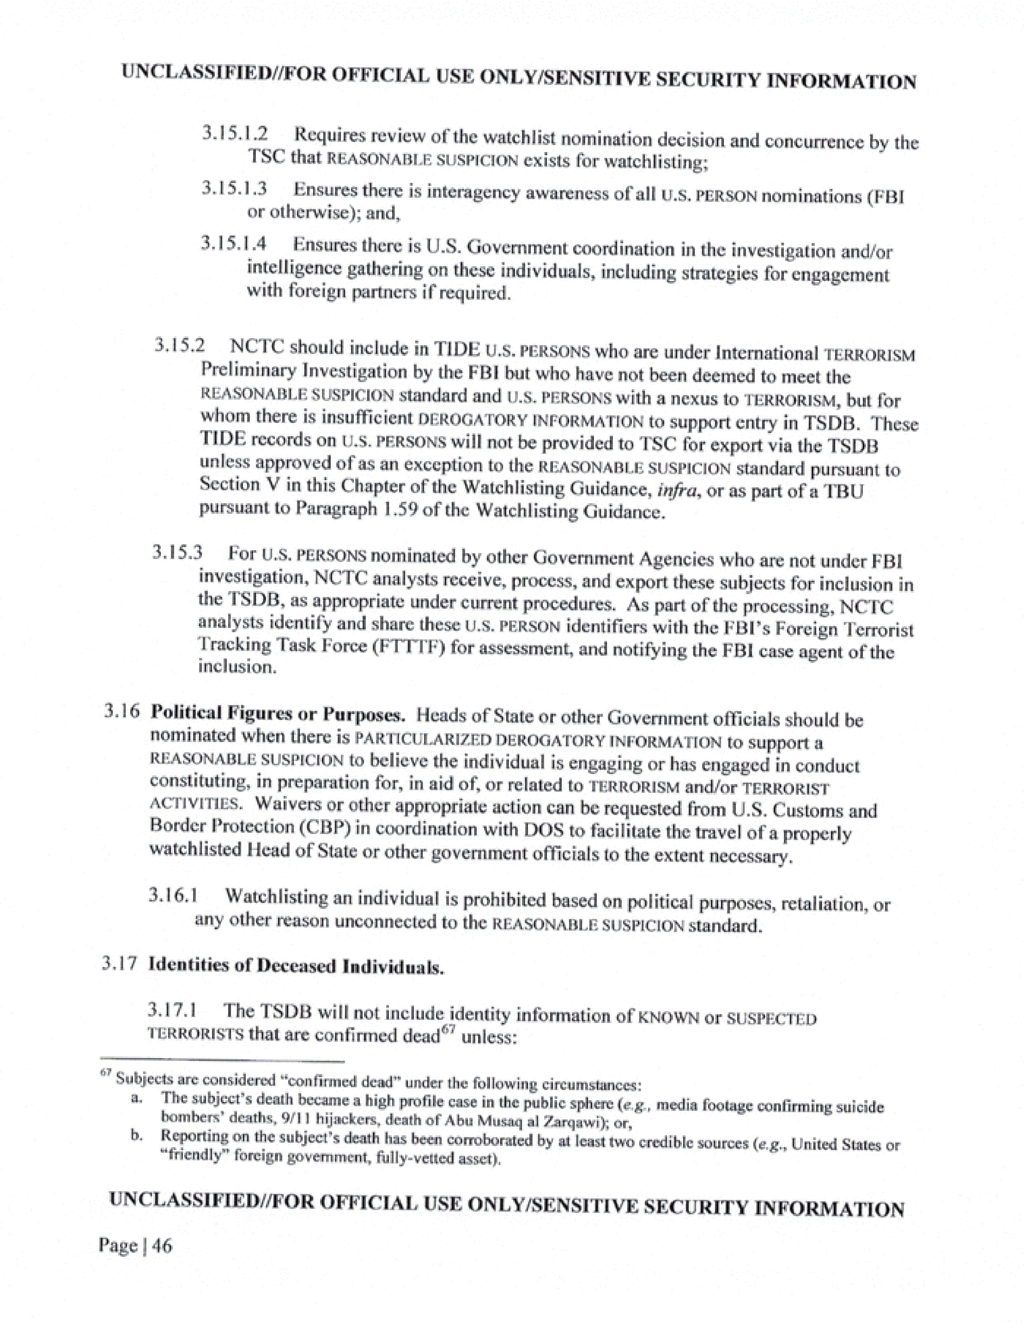 UNCLASSIFIED//FOR OFFICIAL USE ONLY/SENSITIVE SECURITY INFORMATION
3.15.1.2 Requires review of the watchlist nomination decision and concurrence by the
TSC that REASONABLE SUSPICION exists for watchlisting;
3.15.1.3 Ensures there is interagency awareness of all U.S. PERSON nominations (FBI
or otherwise); and,
3.15.1.4 Ensures there is U.S. Government coordination in the investigation and/or
intelligence gathering on these individuals, including strategies for engagement
with foreign partners if required.
3.15.2 NCTC should include in TIDE U.S. PERSONS who are under International TERRORISM
Preliminary Investigation by the FBI but who have not been deemed to meet the
REASONABLE SUSPICION standard and U.S. PERSONS with a nexus to TERRORISM, but for
whom there is insufficient DEROGATORY INFORMATION to support entry in TSDB. These
TIDE records on U.S. PERSONS will not be provided to TSC for export via the TSDB
unless approved of as an exception to the REASONABLE SUSPICION standard pursuant to
Section V in this Chapter of the Watchlisting Guidance, infra, or as part of a TBU
pursuant to Paragraph 1.59 of the Watchlisting Guidance.
3.15.3 For U.S. PERSONS nominated by other Government Agencies who are not under FBI
investigation, NCTC analysts receive, process, and export these subjects for inclusion in
the TSDB, as appropriate under current procedures. As part of the processing, NCTC
analysts identify and share these U.S. PERSON identifiers with the FBI's Foreign Terrorist
Tracking Task Force (FTTTF) for assessment, and notifying the FBI case agent of the
inclusion.
3.16 Political Figures or Purposes. Heads of State or other Government officials should be
nominated when there is PARTICULARIZED DEROGATORY INFORMATION to support a
REASONABLE SUSPICION to believe the individual is engaging or has engaged in conduct
constituting, in preparation for, in aid of, or related to TERRORISM and/or TERRORIST
ACTIVITIES. Waivers or other appropriate action can be requested from U.S. Customs and
Border Protection (CBP) in coordination with DOS to facilitate the travel of a properly
watchlisted Head of State or other government officials to the extent necessary.
3.16.1 Watchlisting an individual is prohibited based on political purposes, retaliation, or
any other reason unconnected to the REASONABLE SUSPICION standard.
3.17 Identities of Deceased Individuals.
3.17.1 The TSDB will not include identity information of KNOWN or SUSPECTED
TERRORISTS that are confirmed dead67 unless:
67 Subjects are considered "confirmed dead" under the following circumstances:
a. The subject's death became a high profile case in the public sphere (e.g., media footage confirming suicide
bombers' deaths, 9/11 hijackers, death of Abu Musaq al Zarqawi); or,
b. Reporting on the subject's death has been corroborated by at least two credible sources (e.g., United States or
"friendly" foreign government, fully-vetted asset).
UNCLASSIFIED//FOR OFFICIAL USE ONLY/SENSITIVE SECURITY INFORMATION
Page | 46